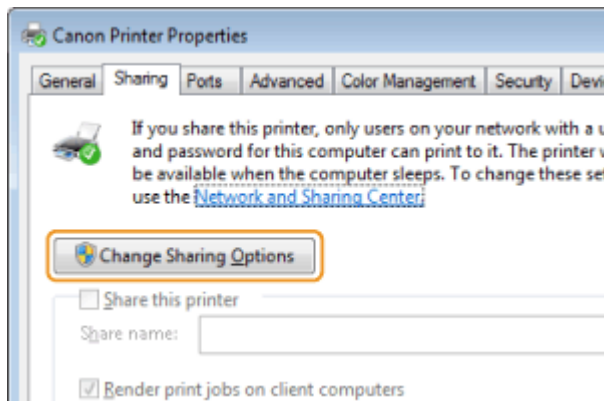 Canon Printer Properties
General Sharing Ports Advanced Color Management Security
If you share this printer, only users on your network with a
and password for this computer can print to it. The printer
be available when the computer sleeps. To change these
use the Network and Sharing Center.
Change Sharing Options
Share this printer
Share name:
Render print jobs on client computers